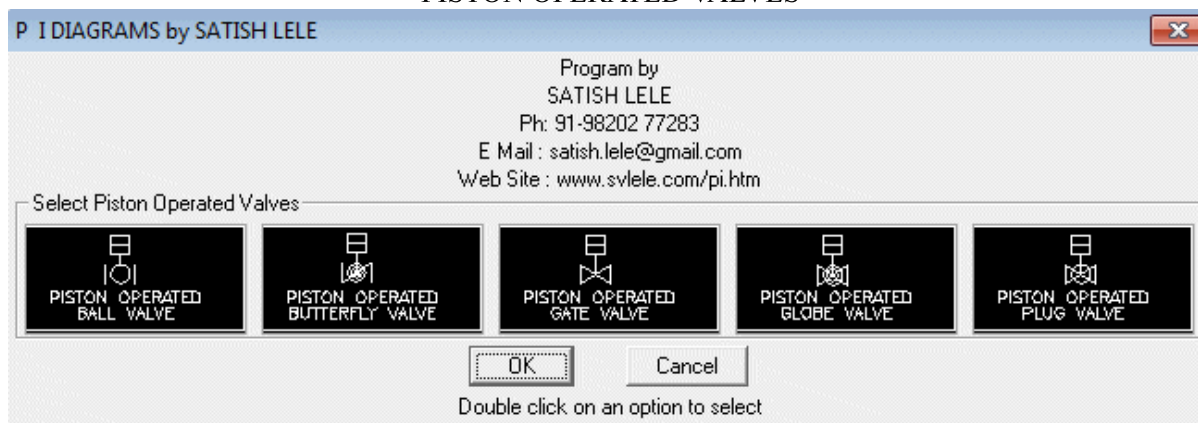 PISTON OPERATED VALVES
P I DIAGRAMS by SATISH LELE
Program by
SATISH LELE
Ph: 91-98202 77283
E Mail : satish.lele@gmail.com
Web Site : www.svlele.com/pi.htm
Select Piston Operated Valves
PISTON OPERATED
BALL VALVE
PISTON OPERATED
BUTTERFLY VALVE
PISTON OPERATED
GATE VALVE
PISTON OPERATED
GLOBE VALVE
PISTON OPERATED
PLUG VALVE
OK
Cancel
Double click on an option to select